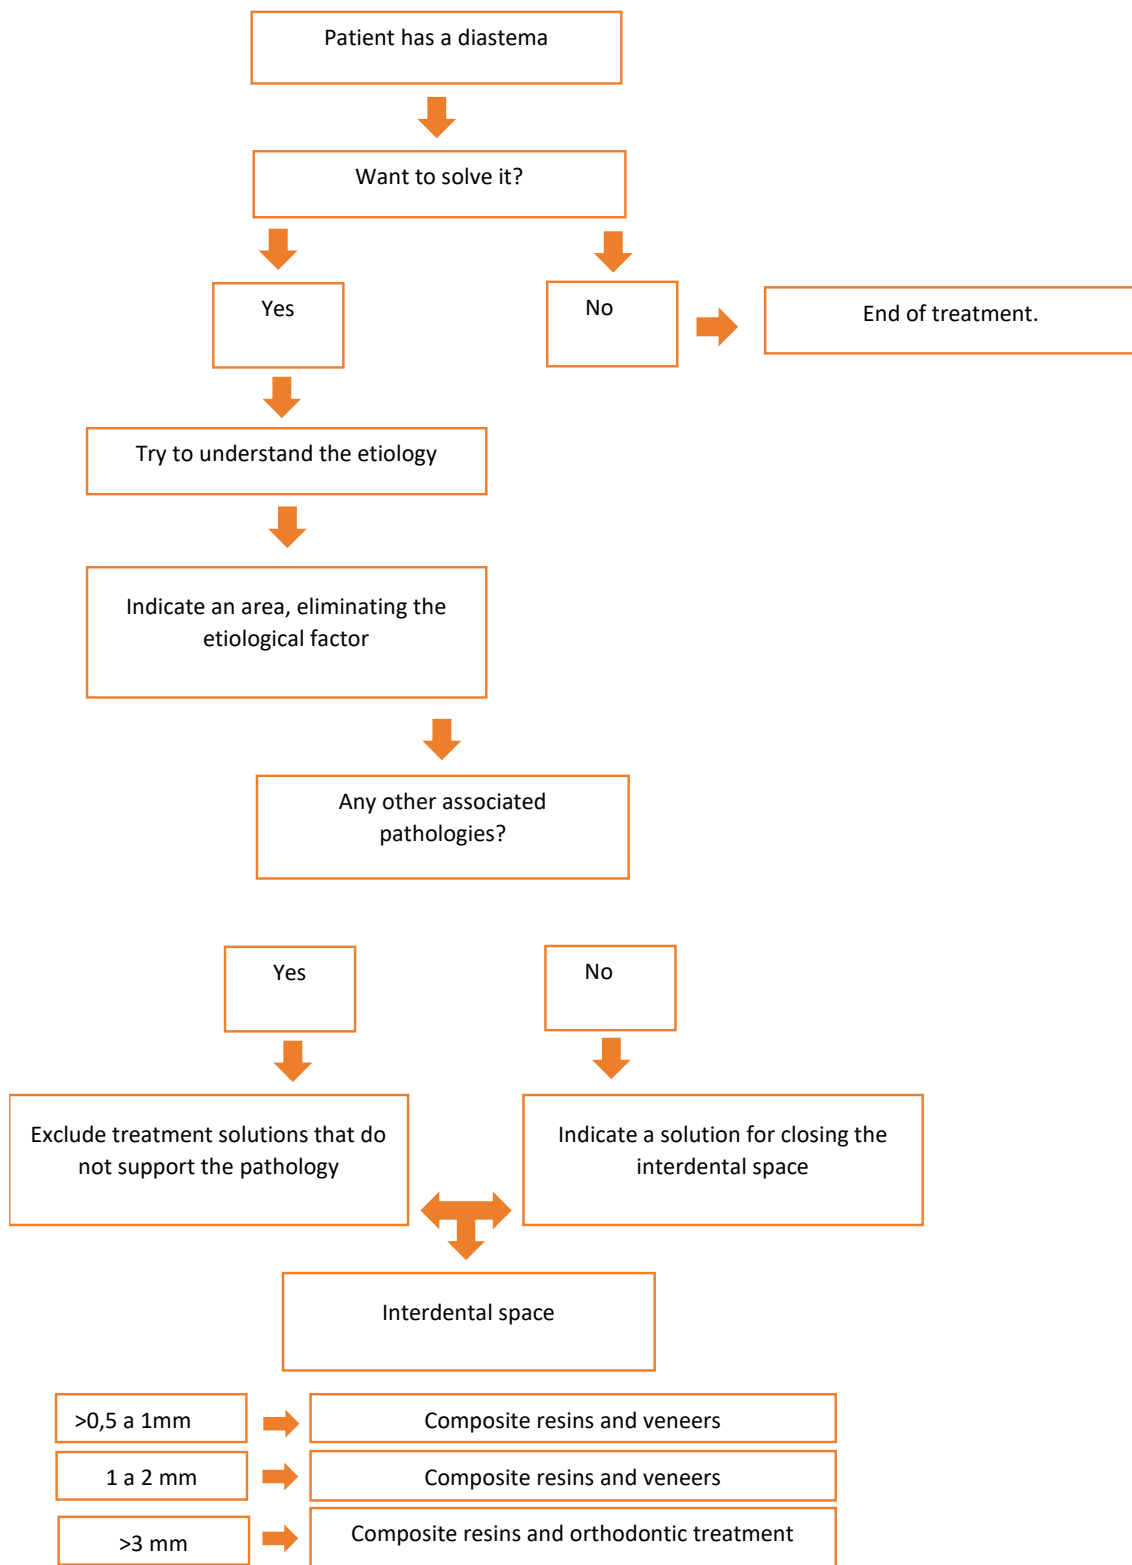 Patient has a diastema
Want to solve it?
Yes
No
End of treatment.
Try to understand the etiology
Indicate an area, eliminating the
etiological factor
Any other associated
pathologies?
Yes
No
Exclude treatment solutions that do
not support the pathology
Indicate a solution for closing the
interdental space
Interdental space
>0,5 a 1mm
Composite resins and veneers
1 a 2 mm
Composite resins and veneers
>3 mm
Composite resins and orthodontic treatment